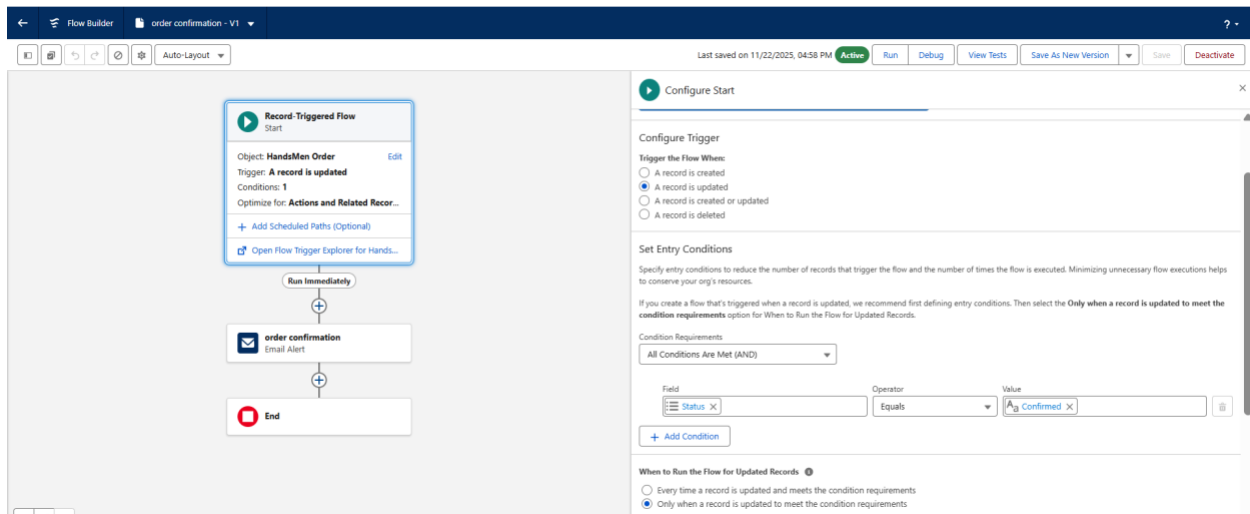 Flow Builder
order confirmation - V1
?
Auto-Layout
Last saved on 11/22/2025, 04:58 PM
Active
Run
Debug
View Tests
Save As New Version
Save
Deactivate
Record-Triggered Flow
Start
Object: HandsMen Order
Edit
Trigger: A record is updated
Conditions: 1
Optimize for: Actions and Related Recor...
+ Add Scheduled Paths (Optional)
Open Flow Trigger Explorer for Hands...
Run Immediately
order confirmation
Email Alert
End
Configure Start
Configure Trigger
Trigger the Flow When:
A record is created
A record is updated
A record is created or updated
A record is deleted
Set Entry Conditions
Specify entry conditions to reduce the number of records that trigger the flow and the number of times the flow is executed. Minimizing unnecessary flow executions helps
to conserve your org's resources.
If you create a flow that's triggered when a record is updated, we recommend first defining entry conditions. Then select the Only when a record is updated to meet the
condition requirements option for When to Run the Flow for Updated Records.
Condition Requirements
All Conditions Are Met (AND)
Field
Operator
Value
Status
Equals
Aa Confirmed
+ Add Condition
When to Run the Flow for Updated Records
Every time a record is updated and meets the condition requirements
Only when a record is updated to meet the condition requirements